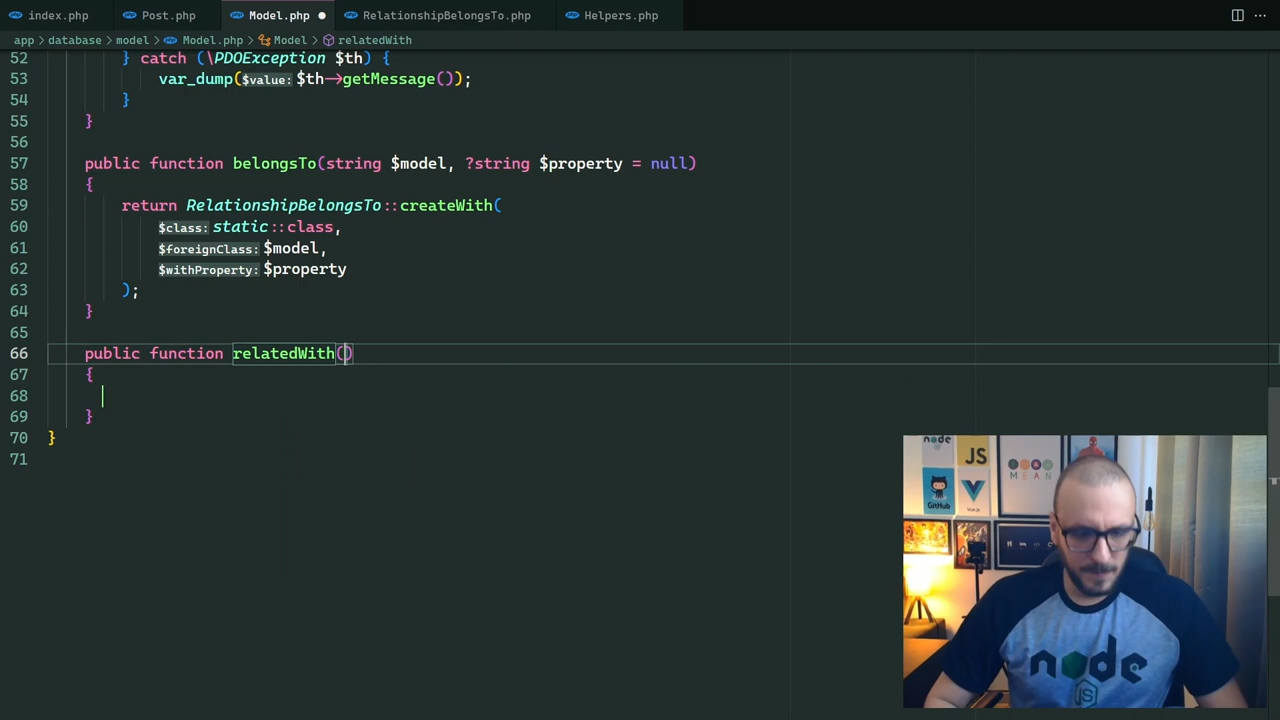 index.php Post.php Model.php RelationshipBelongsTo.php Helpers.php
app > database > model > Model.php > Model > relatedWith
52 } catch (\PDOException $th) {
53 var_dump($value: $th->getMessage());
54 }
55 }
56
57 public function belongsTo(string $model, ?string $property = null)
58 {
59 return RelationshipBelongsTo::createWith(
60 $class: static::class,
61 $foreignClass: $model,
62 $withProperty: $property
63 );
64 }
65
66 public function relatedWith()
67 {
68
69 }
70 }
71
node
JS
MEAN
GitHub
Vue.js
node
JS